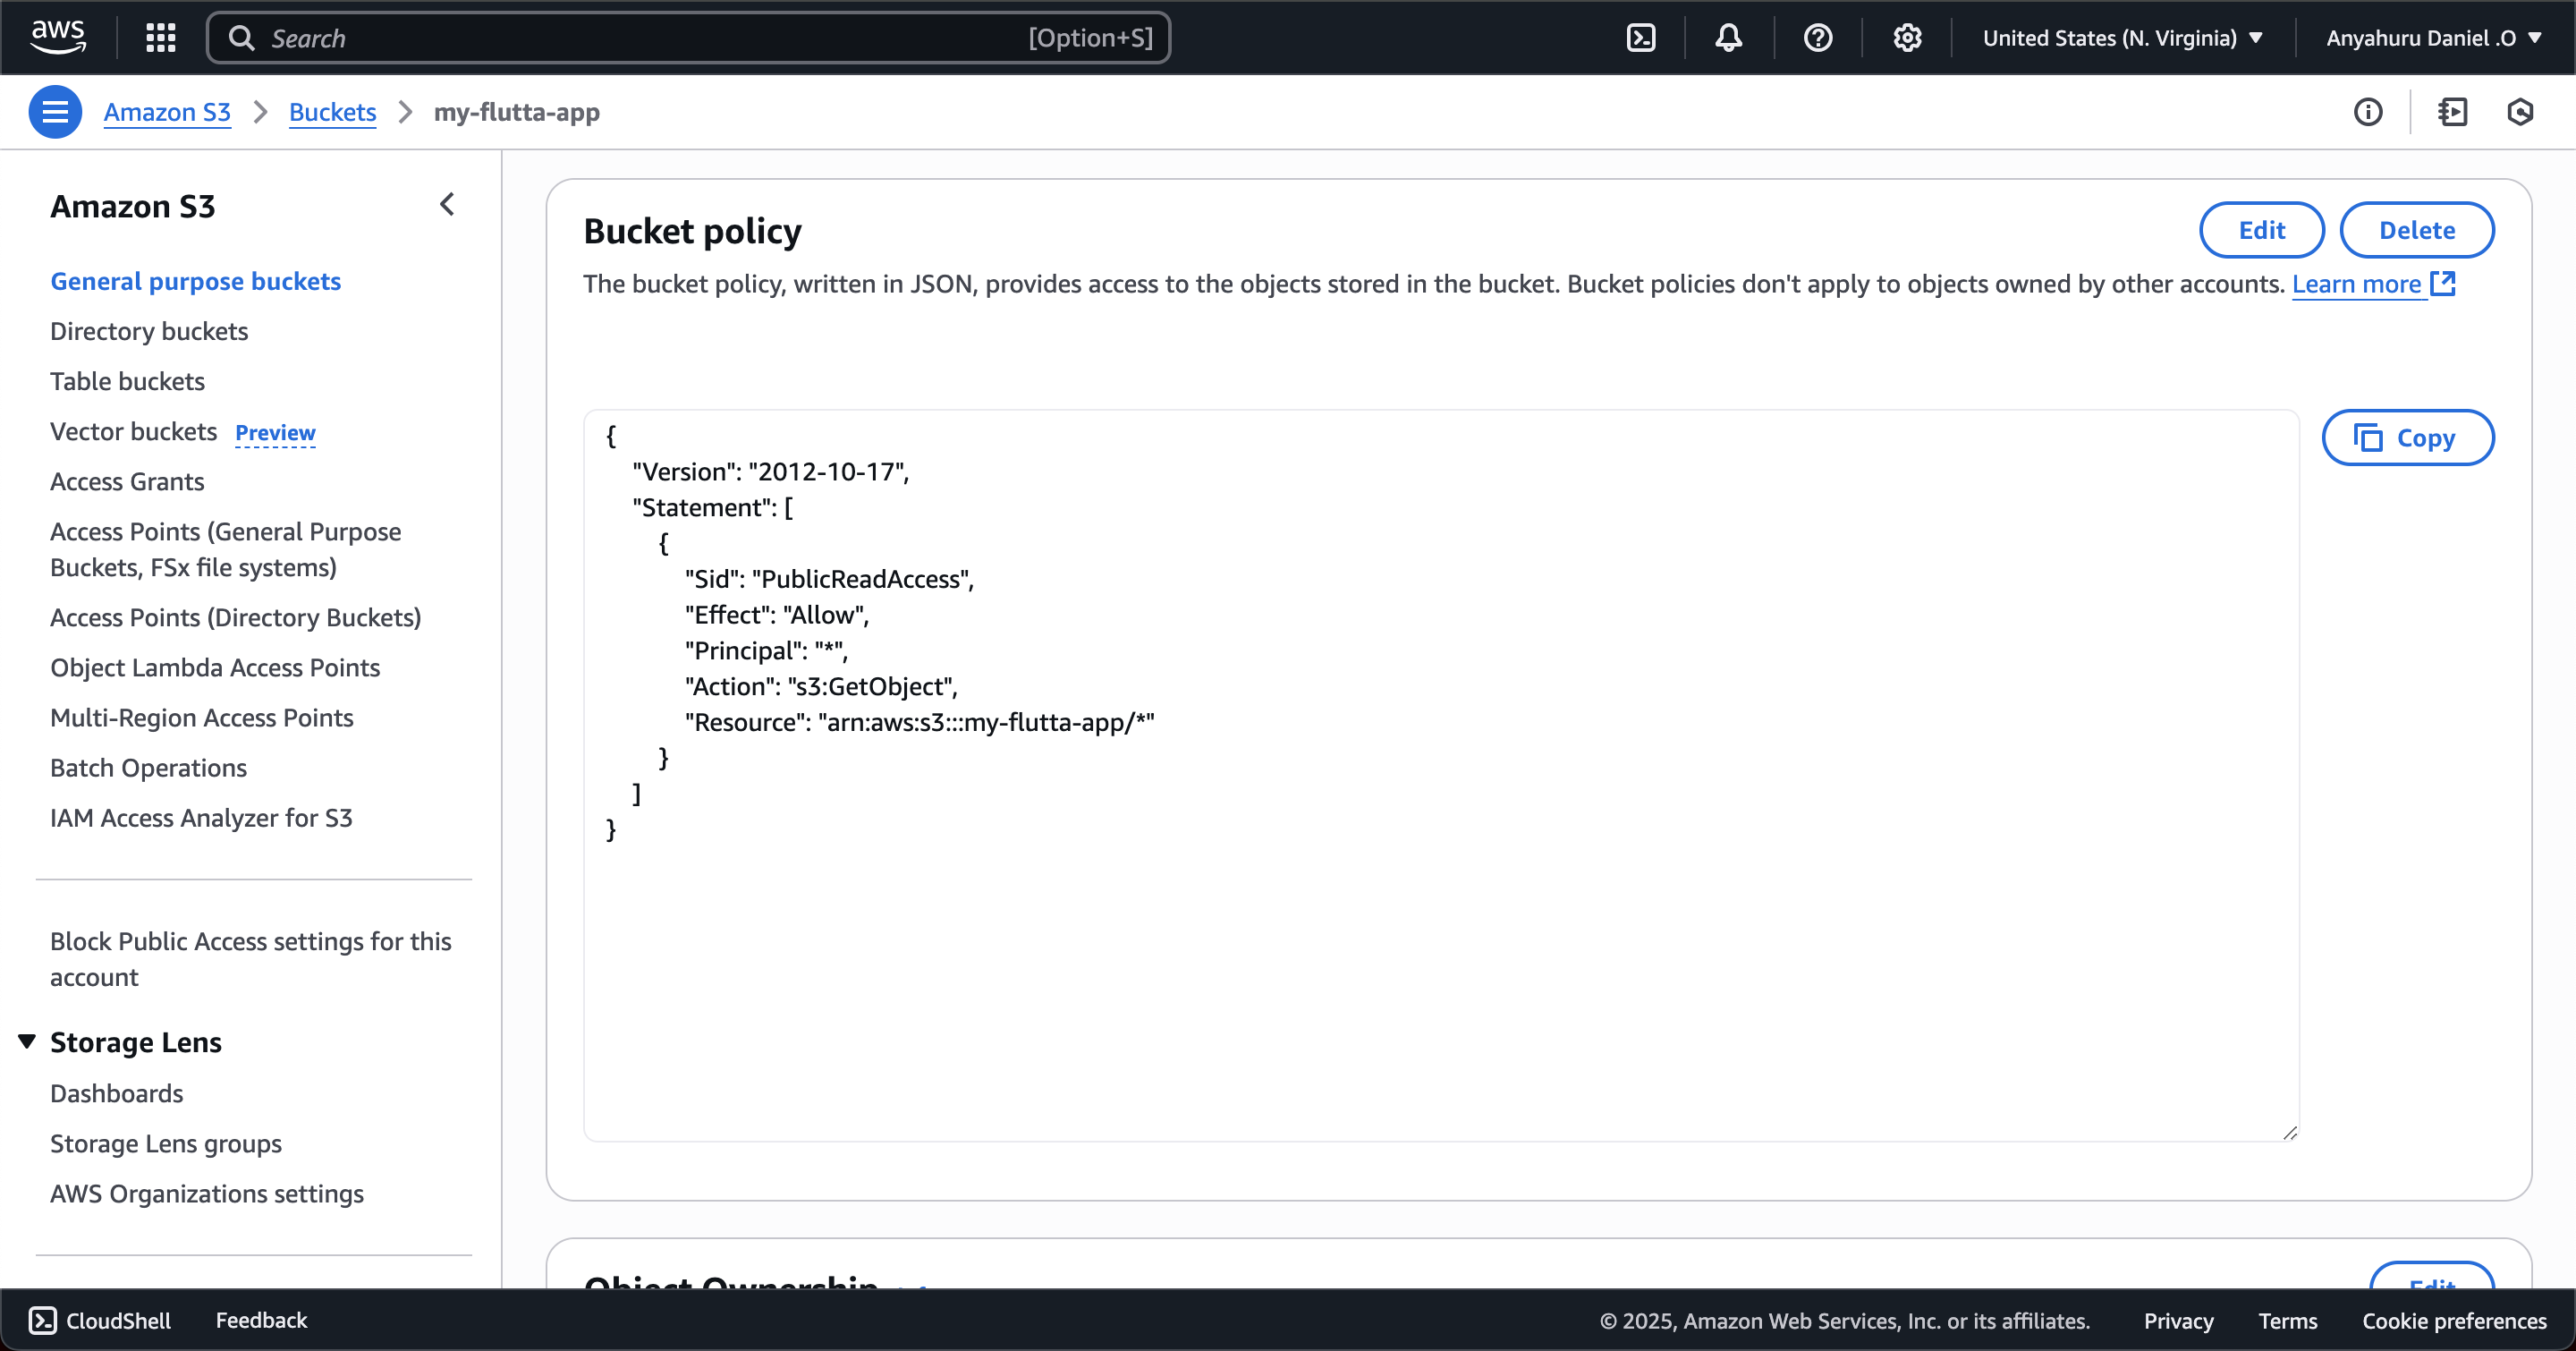 aws
Search [Option+S]
United States (N. Virginia)
Anyahuru Daniel .O
Amazon S3 > Buckets > my-flutta-app
Amazon S3
General purpose buckets
Directory buckets
Table buckets
Vector buckets Preview
Access Grants
Access Points (General Purpose
Buckets, FSx file systems)
Access Points (Directory Buckets)
Object Lambda Access Points
Multi-Region Access Points
Batch Operations
IAM Access Analyzer for S3
Block Public Access settings for this
account
Storage Lens
Dashboards
Storage Lens groups
AWS Organizations settings
Bucket policy
Edit
Delete
The bucket policy, written in JSON, provides access to the objects stored in the bucket. Bucket policies don't apply to objects owned by other accounts. Learn more
Copy
{
"Version": "2012-10-17",
"Statement": [
{
"Sid": "PublicReadAccess",
"Effect": "Allow",
"Principal": "*",
"Action": "s3:GetObject",
"Resource": "arn:aws:s3:::my-flutta-app/*"
}
]
}
Object Ownership
Edit
CloudShell
Feedback
© 2025, Amazon Web Services, Inc. or its affiliates.
Privacy
Terms
Cookie preferences